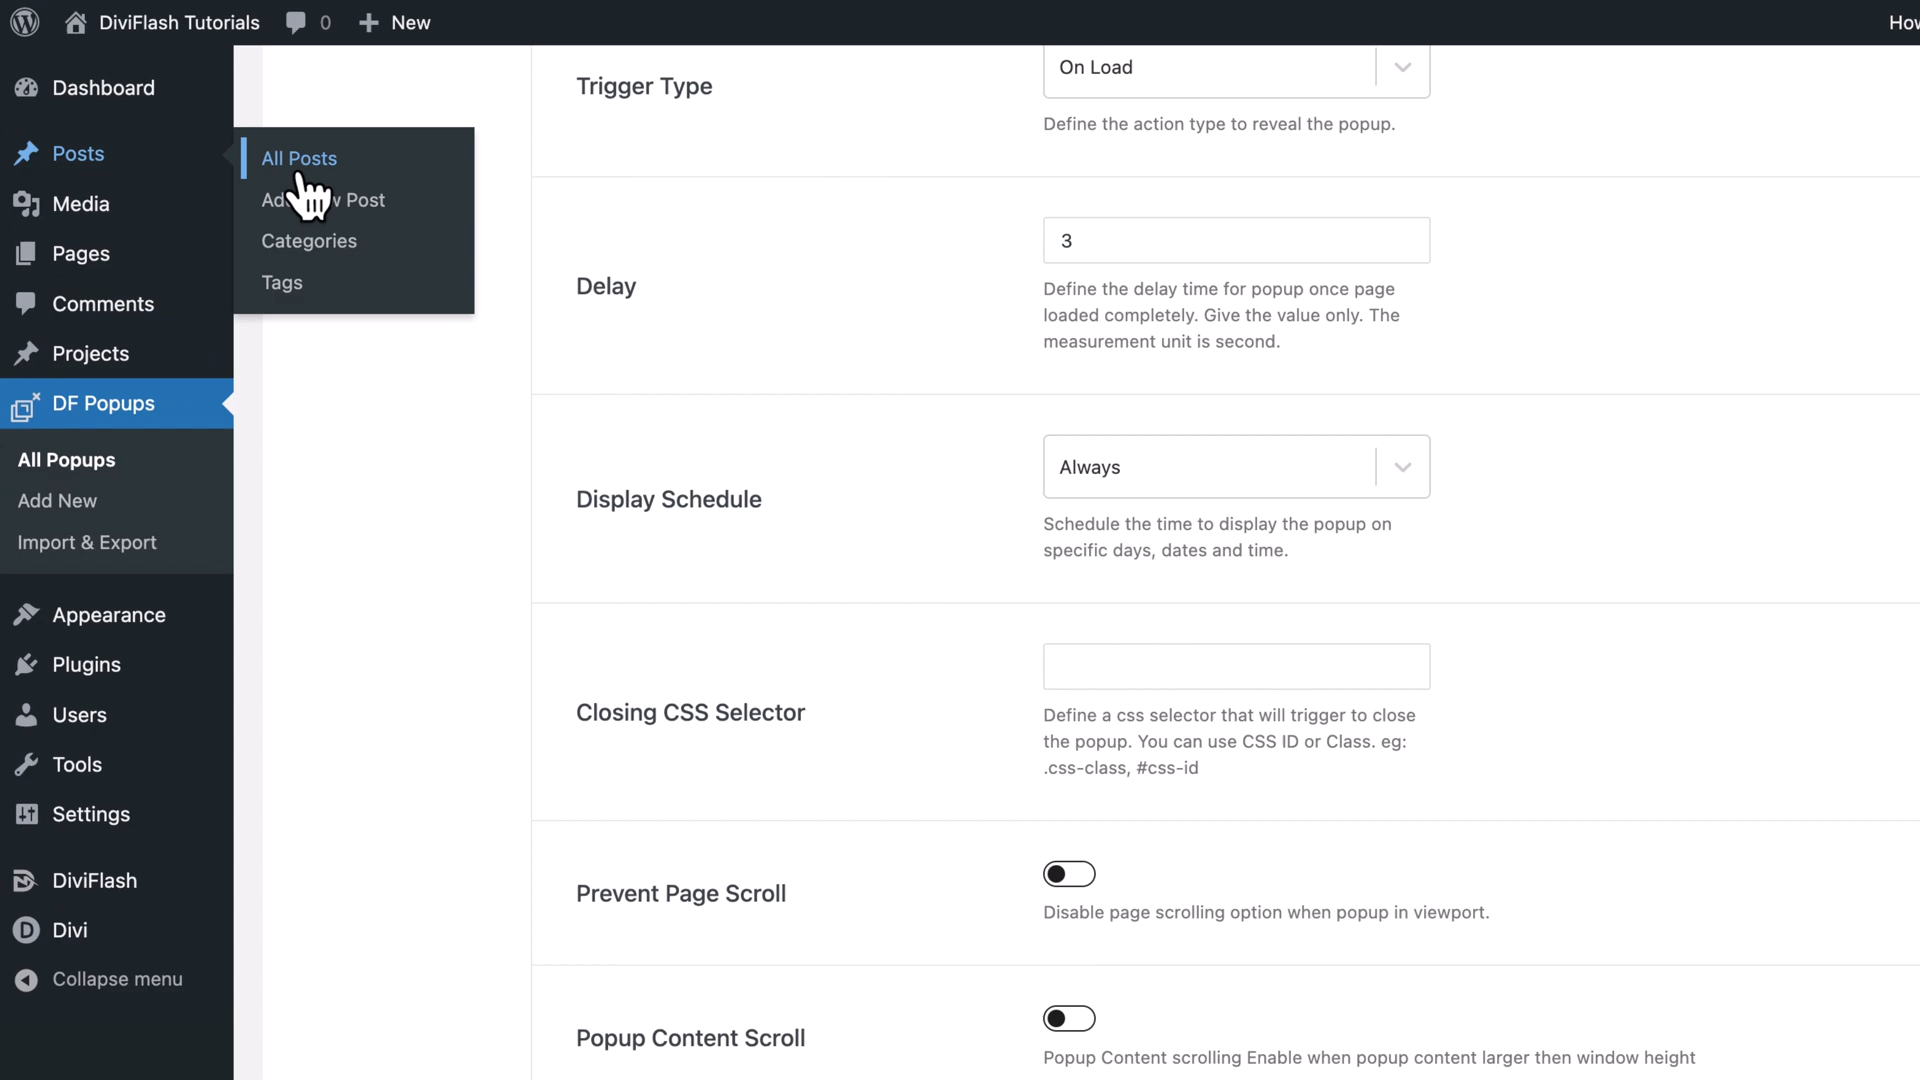 DiviFlash Tutorials
0
New
How
Dashboard
Posts
Media
Pages
Comments
Projects
DF Popups
All Popups
Add New
Import & Export
Appearance
Plugins
Users
Tools
Settings
DiviFlash
Divi
Collapse menu
All Posts
Post
Categories
Tags
Trigger Type
On Load
Define the action type to reveal the popup.
Delay
3
Define the delay time for popup once page
loaded completely. Give the value only. The
measurement unit is second.
Display Schedule
Always
Schedule the time to display the popup on
specific days, dates and time.
Closing CSS Selector
Define a css selector that will trigger to close
the popup. You can use CSS ID or Class. eg:
.css-class, #css-id
Prevent Page Scroll
Disable page scrolling option when popup in viewport.
Popup Content Scroll
Popup Content scrolling Enable when popup content larger then window height